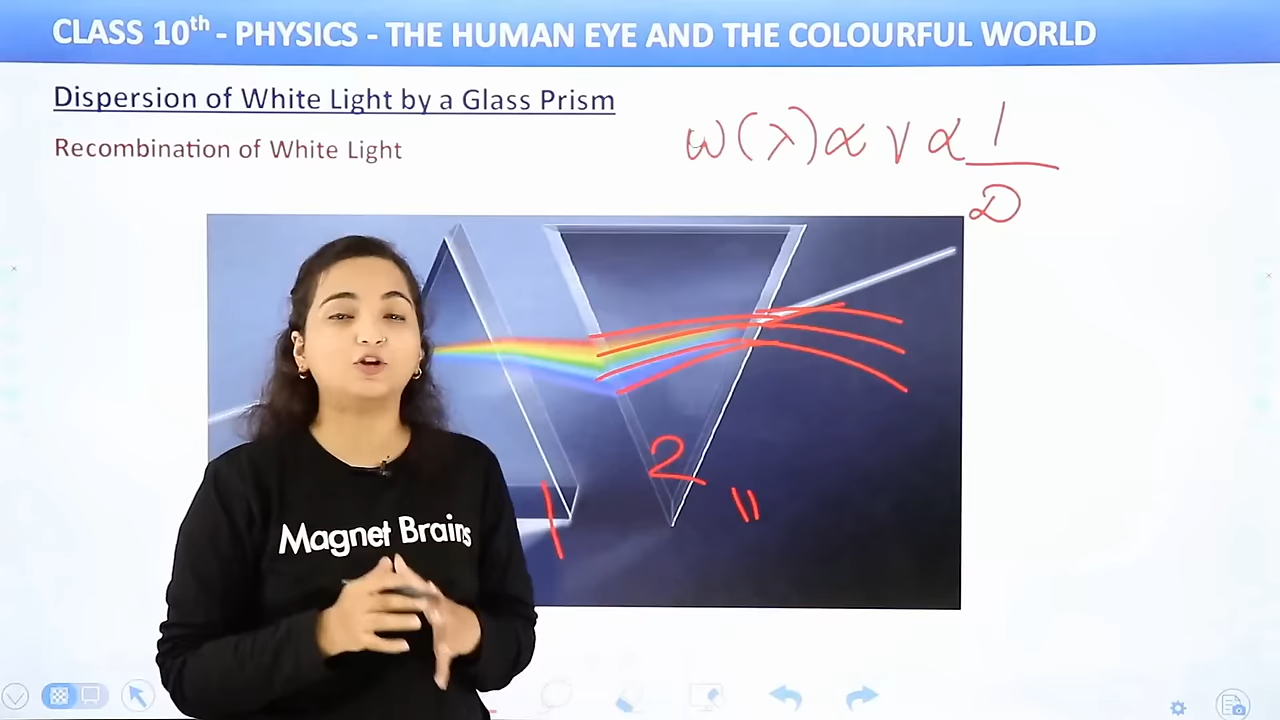 CLASS 10th - PHYSICS - THE HUMAN EYE AND THE COLOURFUL WORLD
Dispersion of White Light by a Glass Prism
Recombination of White Light
ω(λ)∝ v ∝ 1/D
2
11
1
Magnet Brains